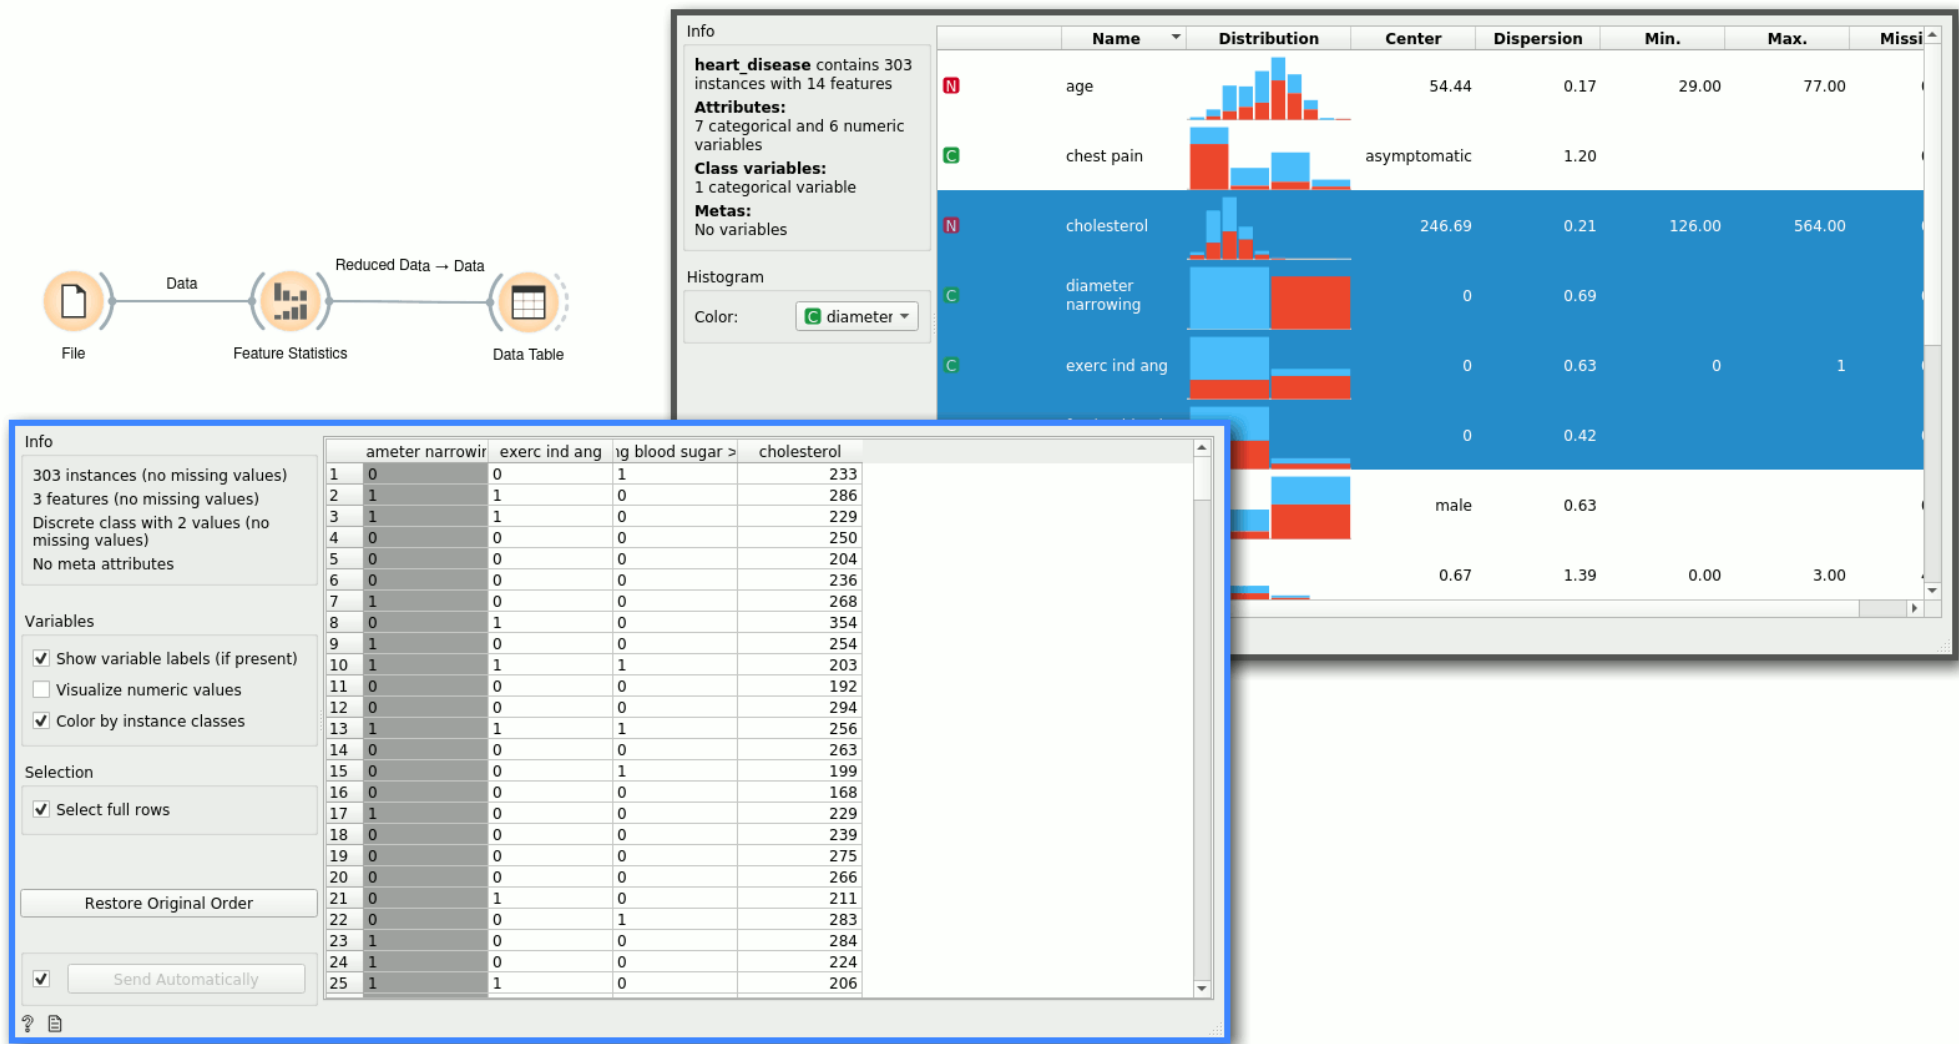 Info
heart_disease contains 303
instances with 14 features
Attributes:
7 categorical and 6 numeric
variables
Class variables:
1 categorical variable
Metas:
No variables
Histogram
Color: C diameter
Name Distribution Center Dispersion Min. Max. Missi
N age 54.44 0.17 29.00 77.00
C chest pain asymptomatic 1.20
N cholesterol 246.69 0.21 126.00 564.00
C diameter
narrowing 0 0.69
C exerc ind ang 0 0.63 0 1
0 0.42
male 0.63
0.67 1.39 0.00 3.00
Data
Reduced Data → Data
File
Feature Statistics
Data Table
Info
303 instances (no missing values)
3 features (no missing values)
Discrete class with 2 values (no
missing values)
No meta attributes
Variables
Show variable labels (if present)
Visualize numeric values
Color by instance classes
Selection
Select full rows
Restore Original Order
Send Automatically
?
ameter narrowin exerc ind ang ng blood sugar > cholesterol
1 0 0 1 233
2 1 1 0 286
3 1 1 0 229
4 0 0 0 250
5 0 0 0 204
6 0 0 0 236
7 1 0 0 268
8 0 1 0 354
9 1 0 0 254
10 1 1 1 203
11 0 0 0 192
12 0 0 0 294
13 1 1 1 256
14 0 0 0 263
15 0 0 1 199
16 0 0 0 168
17 1 0 0 229
18 0 0 0 239
19 0 0 0 275
20 0 0 0 266
21 0 1 0 211
22 0 0 1 283
23 1 0 0 284
24 1 0 0 224
25 1 1 0 206